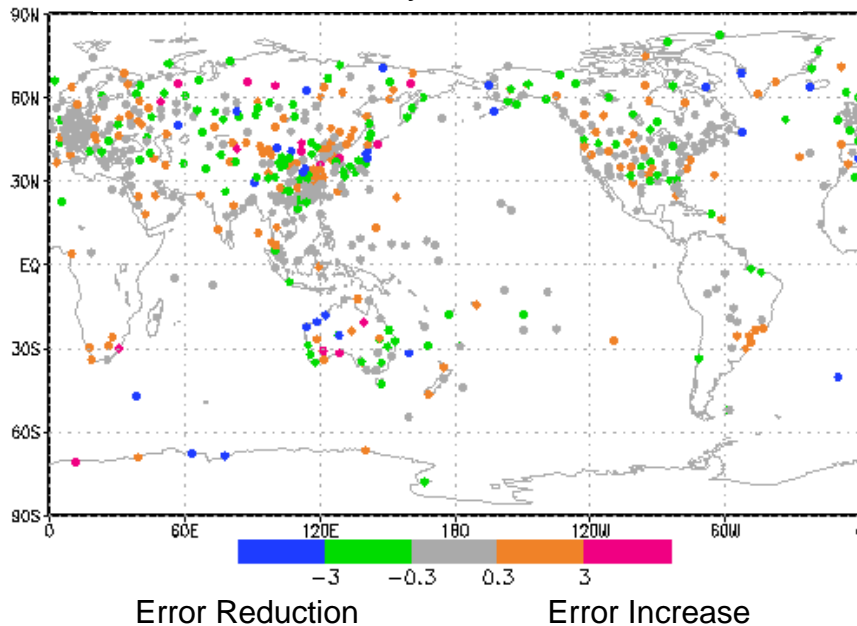 90N
60N
30N
EQ
30S
60S
90S
0 60E 120E 180 120W 60W
-3 -0.3 0.3 3
Error Reduction Error Increase